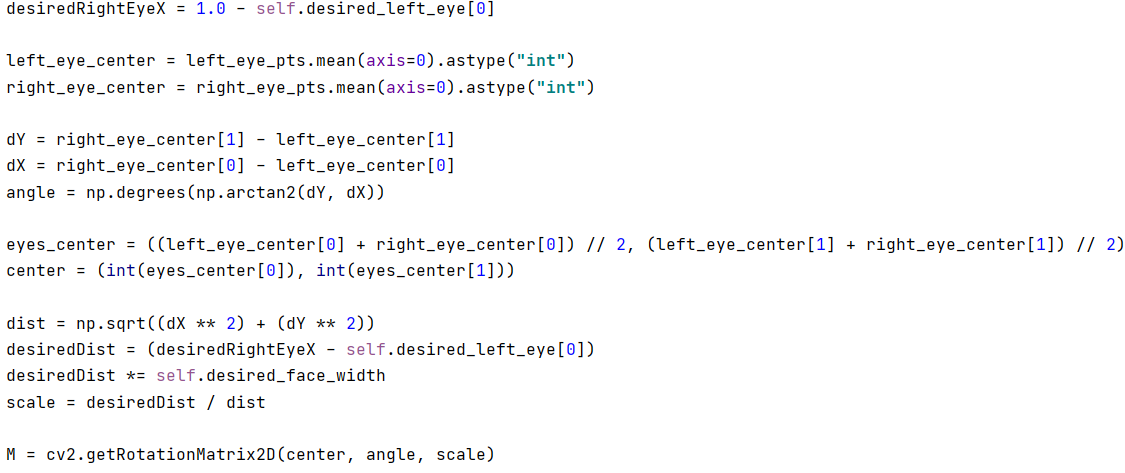 desiredRightEyeX = 1.0 - self.desired_left_eye[0]
left_eye_center = left_eye_pts.mean(axis=0).astype("int")
right_eye_center = right_eye_pts.mean(axis=0).astype("int")
dY = right_eye_center[1] - left_eye_center[1]
dX = right_eye_center[0] - left_eye_center[0]
angle = np.degrees(np.arctan2(dY, dX))
eyes_center = ((left_eye_center[0] + right_eye_center[0]) // 2, (left_eye_center[1] + right_eye_center[1]) // 2)
center = (int(eyes_center[0]), int(eyes_center[1]))
dist = np.sqrt((dX ** 2) + (dY ** 2))
desiredDist = (desiredRightEyeX - self.desired_left_eye[0])
desiredDist *= self.desired_face_width
scale = desiredDist / dist
M = cv2.getRotationMatrix2D(center, angle, scale)